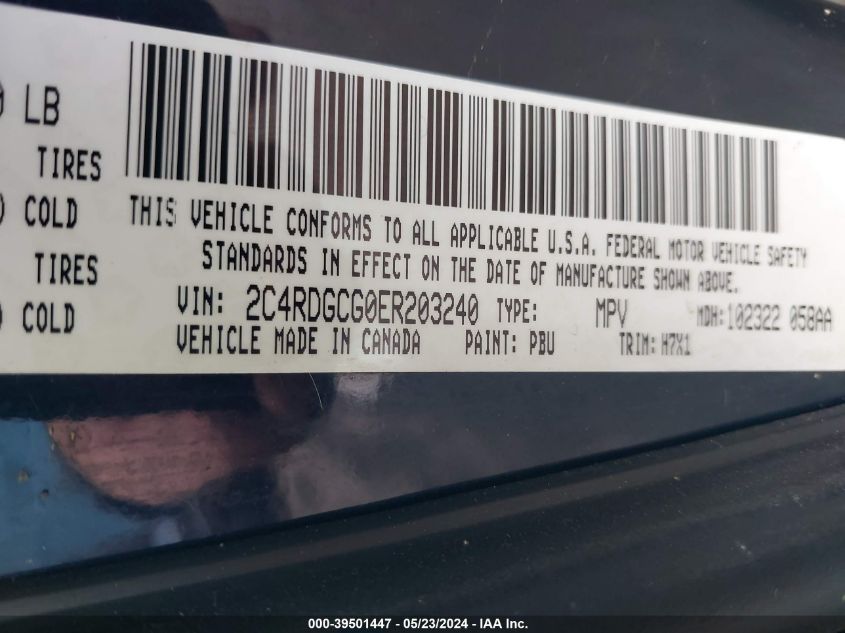 LB
TIRES
COLD
TIRES
COLD
THIS VEHICLE CONFORMS TO ALL APPLICABLE U.S.A. FEDERAL MOTOR VEHICLE SAFETY
STANDARDS IN EFFECT ON THE DATE OF MANUFACTURE SHOWN ABOVE.
VIN: 2C4RDGCG0ER203240 TYPE: MPV MDH: 102322 058AA
VEHICLE MADE IN CANADA PAINT: PBU TRIM: H7X1
000-39501447 - 05/23/2024 - IAA Inc.